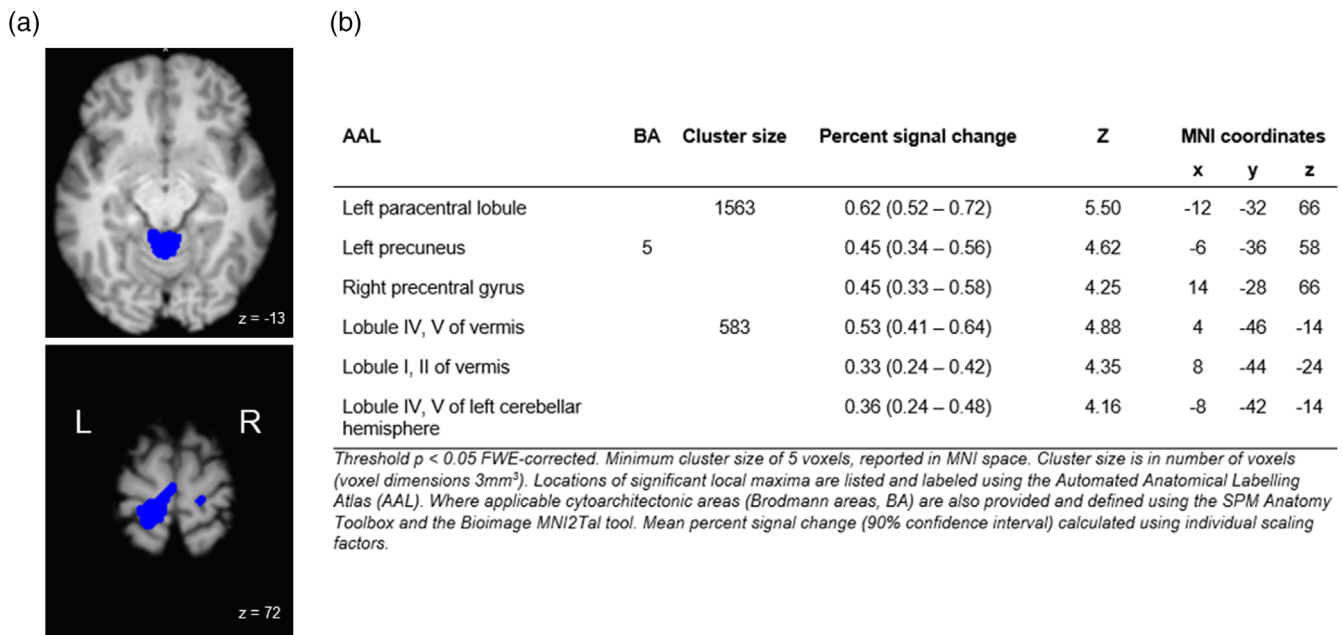 (a)
(b)
z = -13
L R
z = 72
AAL BA Cluster size Percent signal change Z MNI coordinates
x y z
Left paracentral lobule 1563 0.62 (0.52 – 0.72) 5.50 -12 -32 66
Left precuneus 5 0.45 (0.34 – 0.56) 4.62 -6 -36 58
Right precentral gyrus 0.45 (0.33 – 0.58) 4.25 14 -28 66
Lobule IV, V of vermis 583 0.53 (0.41 – 0.64) 4.88 4 -46 -14
Lobule I, II of vermis 0.33 (0.24 – 0.42) 4.35 8 -44 -24
Lobule IV, V of left cerebellar 0.36 (0.24 – 0.48) 4.16 -8 -42 -14
hemisphere
Threshold p < 0.05 FWE-corrected. Minimum cluster size of 5 voxels, reported in MNI space. Cluster size is in number of voxels
(voxel dimensions 3mm³). Locations of significant local maxima are listed and labeled using the Automated Anatomical Labelling
Atlas (AAL). Where applicable cytoarchitectonic areas (Brodmann areas, BA) are also provided and defined using the SPM Anatomy
Toolbox and the Bioimage MNI2Tal tool. Mean percent signal change (90% confidence interval) calculated using individual scaling
factors.